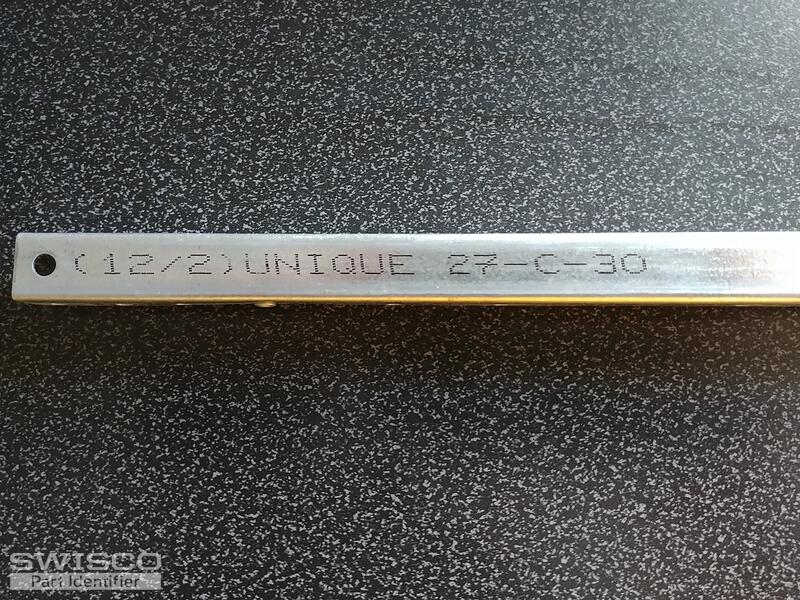 (12/2)UNIQUE 27-C-30
SWISCO
Part Identifier